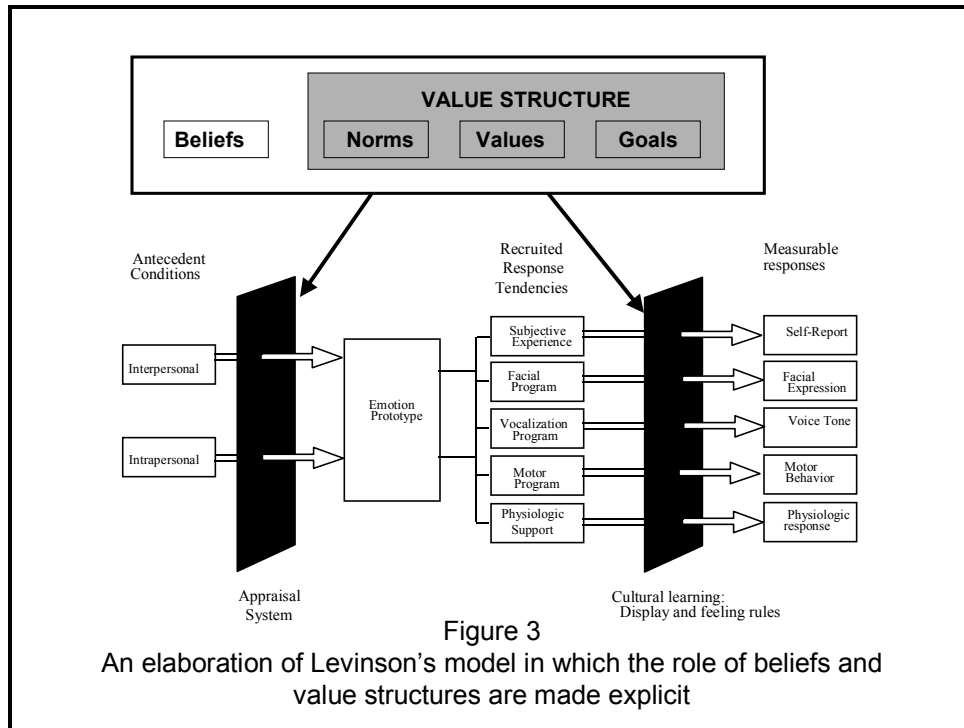 VALUE STRUCTURE
Beliefs
Norms
Values
Goals
Antecedent
Conditions
Recruited
Response
Tendencies
Measurable
responses
Interpersonal
Intrapersonal
Emotion
Prototype
Subjective
Experience
Facial
Program
Vocalization
Program
Motor
Program
Physiologic
Support
Self-Report
Facial
Expression
Voice Tone
Motor
Behavior
Physiologic
response
Appraisal
System
Cultural learning:
Display and feeling rules
Figure 3
An elaboration of Levinson's model in which the role of beliefs and
value structures are made explicit